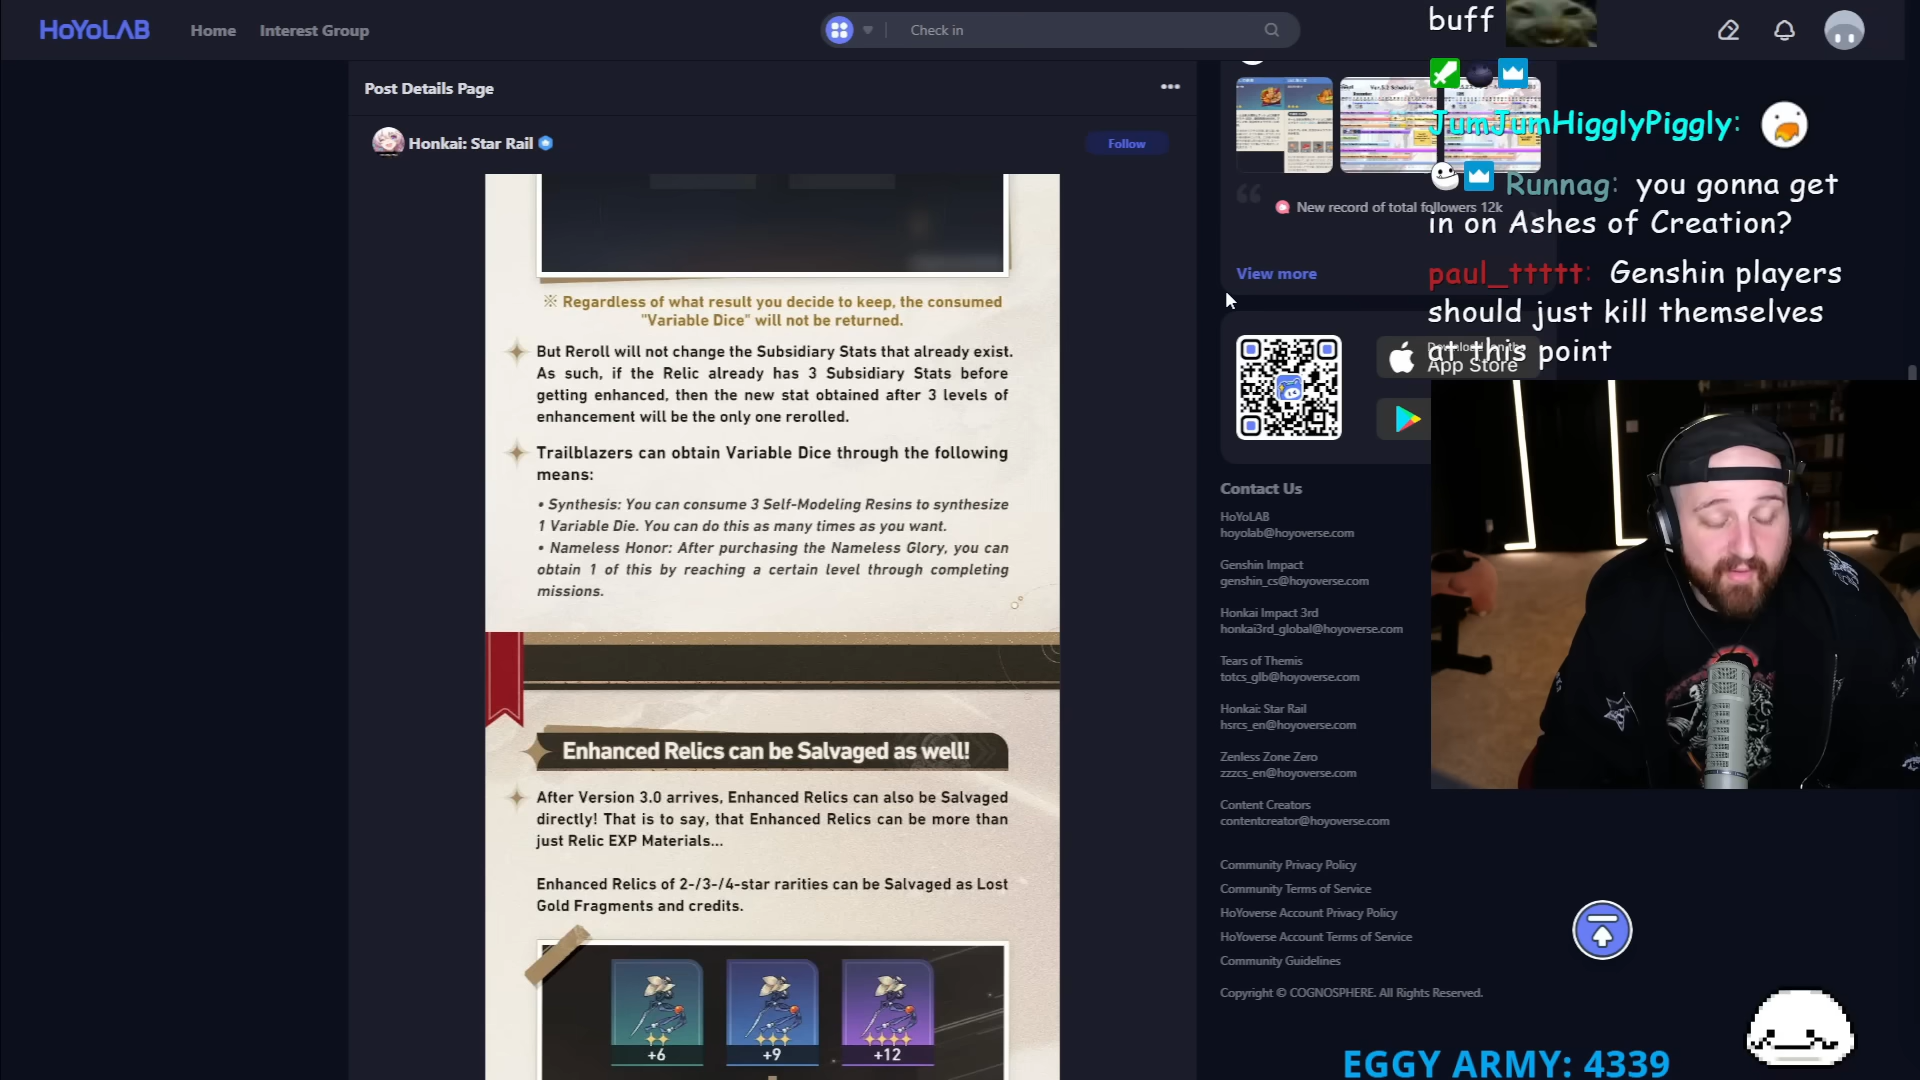 HoYoLAB
Home
Interest Group
Check in
Post Details Page
Honkai: Star Rail
Follow
※ Regardless of what result you decide to keep, the consumed
"Variable Dice" will not be returned.
But Reroll will not change the Subsidiary Stats that already exist.
As such, if the Relic already has 3 Subsidiary Stats before
getting enhanced, then the new stat obtained after 3 levels of
enhancement will be the only one rerolled.
Trailblazers can obtain Variable Dice through the following
means:
• Synthesis: You can consume 3 Self-Modeling Resins to synthesize
1 Variable Die. You can do this as many times as you want.
• Nameless Honor: After purchasing the Nameless Glory, you can
obtain 1 of this by reaching a certain level through completing
missions.
Enhanced Relics can be Salvaged as well!
After Version 3.0 arrives, Enhanced Relics can also be Salvaged
directly! That is to say, that Enhanced Relics can be more than
just Relic EXP Materials...
Enhanced Relics of 2-/3-/4-star rarities can be Salvaged as Lost
Gold Fragments and credits.
+6
+9
+12
New record of total followers 12k
View more
Download on the
App Store
Contact Us
HoYoLAB
hoyolab@hoyoverse.com
Genshin Impact
genshin_cs@hoyoverse.com
Honkai Impact 3rd
honkai3rd_global@hoyoverse.com
Tears of Themis
totcs_glb@hoyoverse.com
Honkai: Star Rail
hsrcs_en@hoyoverse.com
Zenless Zone Zero
zzzcs_en@hoyoverse.com
Content Creators
contentcreator@hoyoverse.com
Community Privacy Policy
Community Terms of Service
HoYoverse Account Privacy Policy
HoYoverse Account Terms of Service
Community Guidelines
Copyright © COGNOSPHERE. All Rights Reserved.
buff
JumJumHigglyPiggly:
Runnag: you gonna get
in on Ashes of Creation?
paul_ttttt: Genshin players
should just kill themselves
at this point
EGGY ARMY: 4339